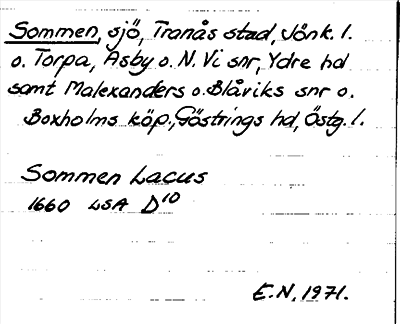 Sommen, sjö, Tranås stad, Jönk. l.
o. Torpa, Asby o. N. Vi snr, Ydre hd
samt Malexanders o. Blåviks snr o.
Boxholms köp., Göstrings hd, Östg. l.
Sommen Lacus
1660 LSA D10
E.N. 1971.